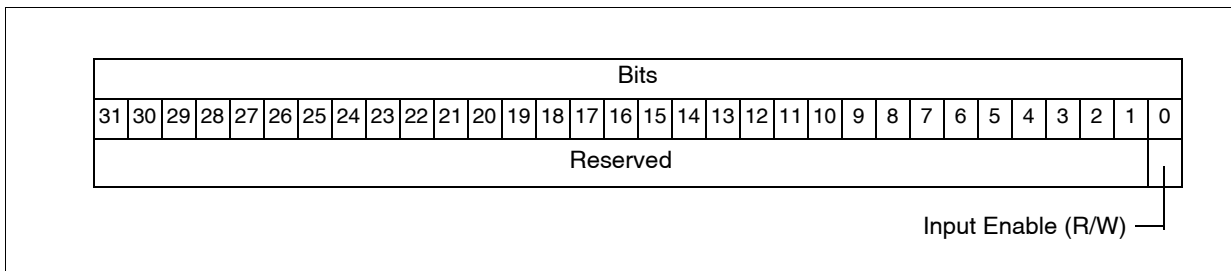 Bits
31 30 29 28 27 26 25 24 23 22 21 20 19 18 17 16 15 14 13 12 11 10 9 8 7 6 5 4 3 2 1 0
Reserved
Input Enable (R/W)